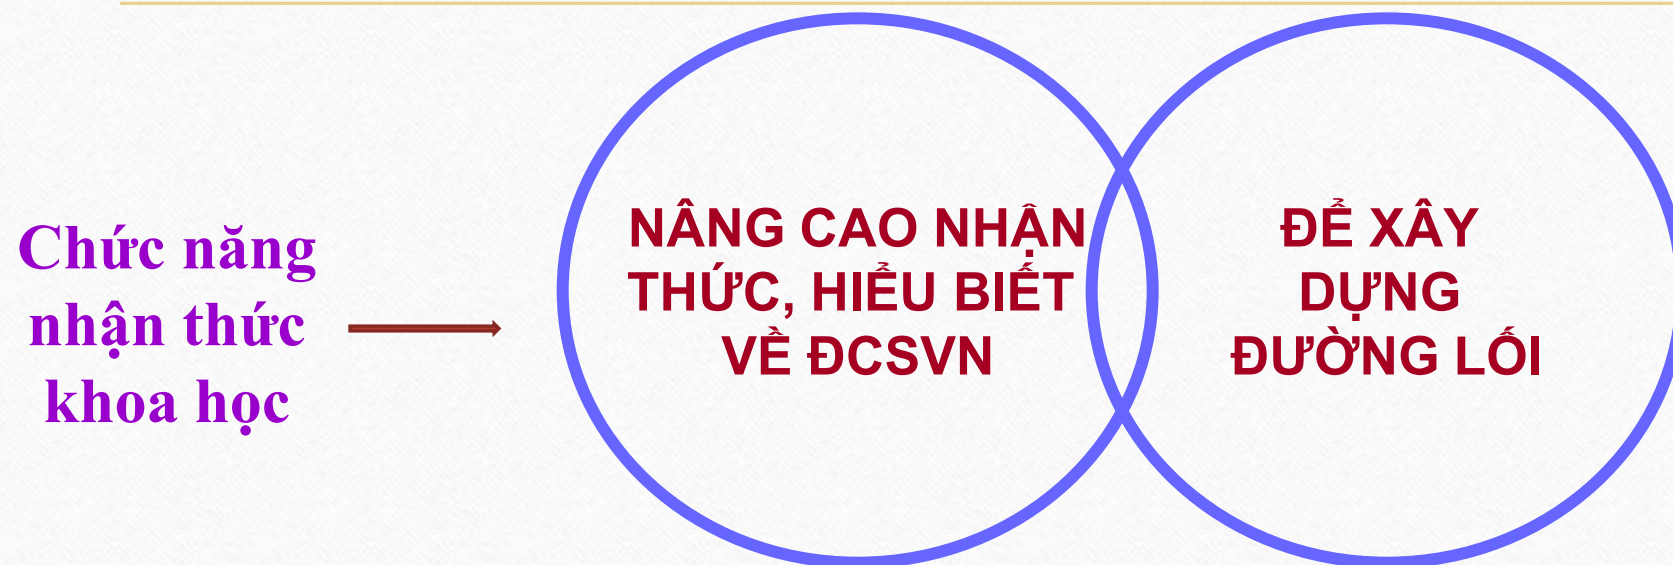 Chức năng
nhận thức
khoa học
NÂNG CAO NHẬN
THỨC, HIỂU BIẾT
VỀ ĐCSVN
ĐỂ XÂY
DỰNG
ĐƯỜNG LỐI